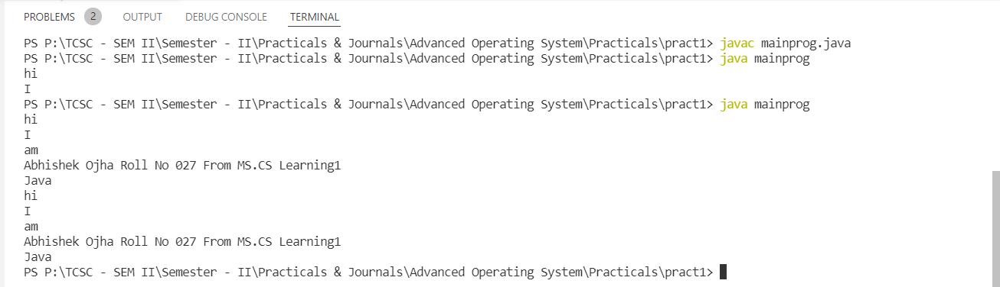 PROBLEMS 2 OUTPUT DEBUG CONSOLE TERMINAL
PS P:\TCSC - SEM II\Semester - II\Practicals & Journals\Advanced Operating System\Practicals\pract1> javac mainprog.java
PS P:\TCSC - SEM II\Semester - II\Practicals & Journals\Advanced Operating System\Practicals\pract1> java mainprog
hi
I
PS P:\TCSC - SEM II\Semester - II\Practicals & Journals\Advanced Operating System\Practicals\pract1> java mainprog
hi
I
am
Abhishek Ojha Roll No 027 From MS.CS Learning1
Java
hi
I
am
Abhishek Ojha Roll No 027 From MS.CS Learning1
Java
PS P:\TCSC - SEM II\Semester - II\Practicals & Journals\Advanced Operating System\Practicals\pract1>